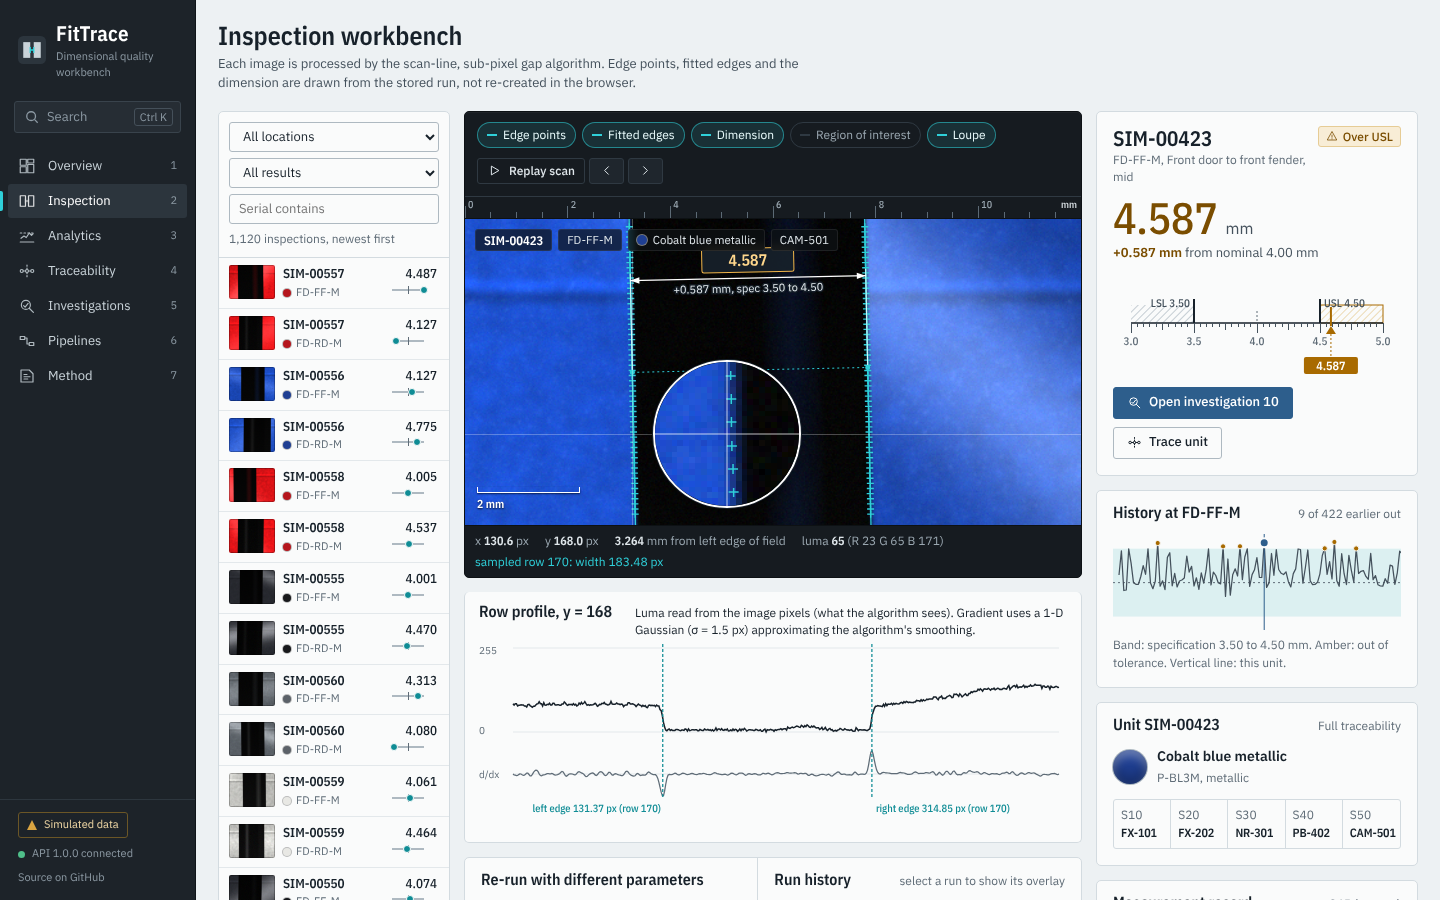 FitTrace
Dimensional quality
workbench
Search
Ctrl K
Overview 1
Inspection 2
Analytics 3
Traceability 4
Investigations 5
Pipelines 6
Method 7
Simulated data
API 1.0.0 connected
Source on GitHub
Inspection workbench
Each image is processed by the scan-line, sub-pixel gap algorithm. Edge points, fitted edges and the
dimension are drawn from the stored run, not re-created in the browser.
All locations
All results
Serial contains
1,120 inspections, newest first
SIM-00557 4.487
FD-FF-M
SIM-00557 4.127
FD-RD-M
SIM-00556 4.127
FD-FF-M
SIM-00556 4.775
FD-RD-M
SIM-00558 4.005
FD-FF-M
SIM-00558 4.537
FD-RD-M
SIM-00555 4.001
FD-FF-M
SIM-00555 4.470
FD-RD-M
SIM-00560 4.313
FD-FF-M
SIM-00560 4.080
FD-RD-M
SIM-00559 4.061
FD-FF-M
SIM-00559 4.464
FD-RD-M
SIM-00550 4.074
Edge points
Fitted edges
Dimension
Region of interest
Loupe
Replay scan
0 2 4 6 8 10 mm
SIM-00423 FD-FF-M Cobalt blue metallic CAM-501
4.587
+0.587 mm, spec 3.50 to 4.50
2 mm
x 130.6 px y 168.0 px 3.264 mm from left edge of field luma 65 (R 23 G 65 B 171)
sampled row 170: width 183.48 px
Row profile, y = 168
Luma read from the image pixels (what the algorithm sees). Gradient uses a 1-D
Gaussian (σ = 1.5 px) approximating the algorithm's smoothing.
255
0
d/dx
left edge 131.37 px (row 170)
right edge 314.85 px (row 170)
Re-run with different parameters
Run history
select a run to show its overlay
SIM-00423
Over USL
FD-FF-M, Front door to front fender,
mid
4.587 mm
+0.587 mm from nominal 4.00 mm
LSL 3.50
USL 4.50
3.0 3.5 4.0 4.5 5.0
4.587
Open investigation 10
Trace unit
History at FD-FF-M
9 of 422 earlier out
Band: specification 3.50 to 4.50 mm. Amber: out of
tolerance. Vertical line: this unit.
Unit SIM-00423
Full traceability
Cobalt blue metallic
P-BL3M, metallic
S10 S20 S30 S40 S50
FX-101 FX-202 NR-301 PB-402 CAM-501